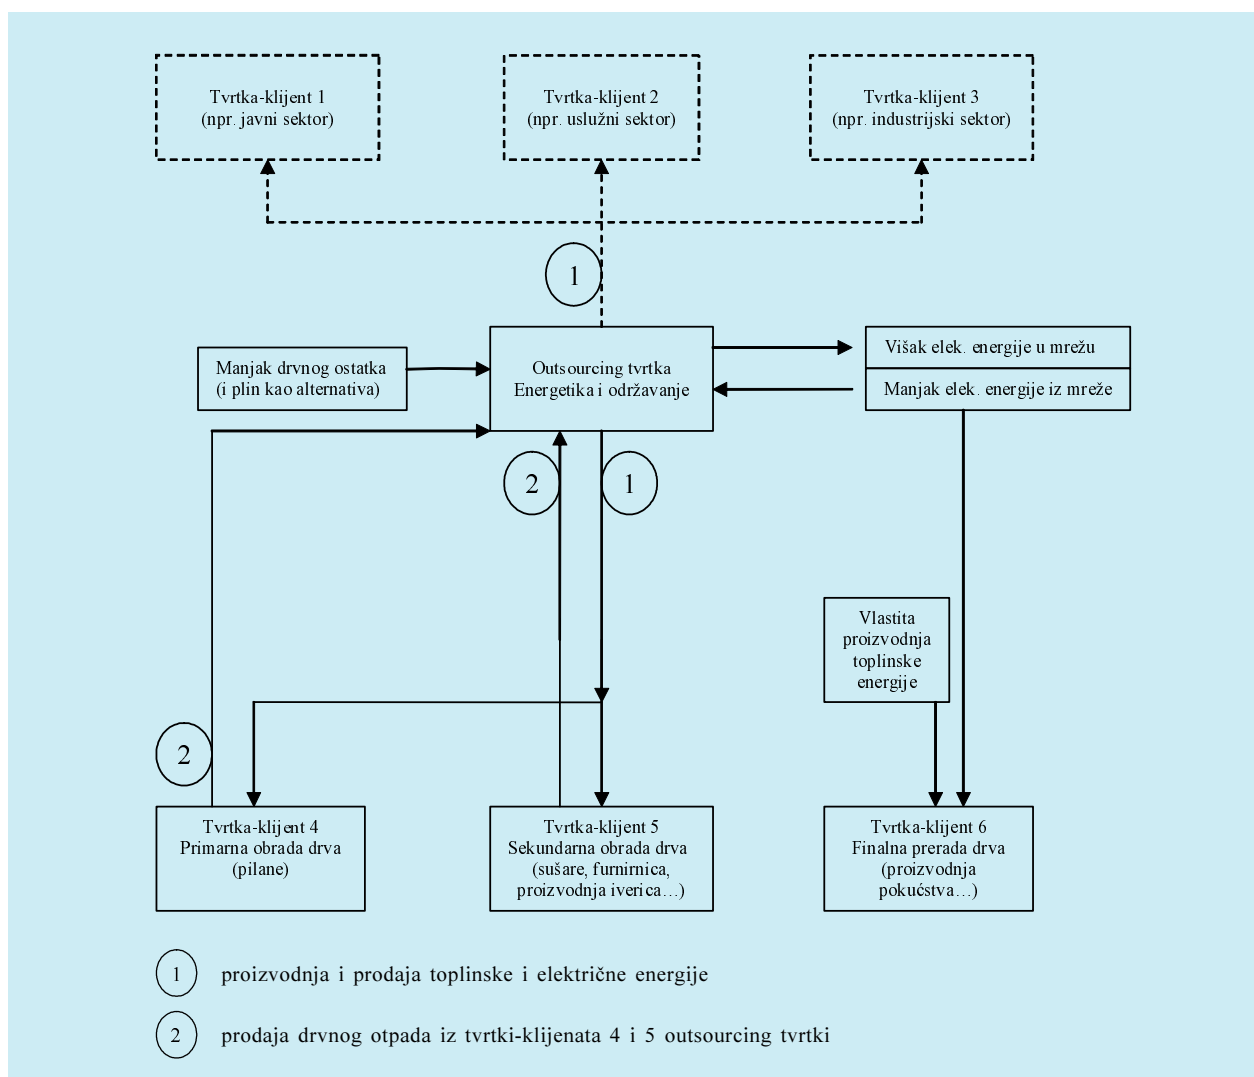 Tvrtka-klijent 1
(npr. javni sektor)
Tvrtka-klijent 2
(npr. uslužni sektor)
Tvrtka-klijent 3
(npr. industrijski sektor)
1
Manjak drvnog ostatka
(i plin kao alternativa)
Outsourcing tvrtka
Energetika i održavanje
Višak elek. energije u mrežu
Manjak elek. energije iz mreže
2
1
Vlastita
proizvodnja
toplinske
energije
2
Tvrtka-klijent 4
Primarna obrada drva
(pilane)
Tvrtka-klijent 5
Sekundarna obrada drva
(sušare, furnirnica,
proizvodnja iverica…)
Tvrtka-klijent 6
Finalna prerada drva
(proizvodnja
pokućstva…)
1 proizvodnja i prodaja toplinske i električne energije
2 prodaja drvnog otpada iz tvrtki-klijenata 4 i 5 outsourcing tvrtki